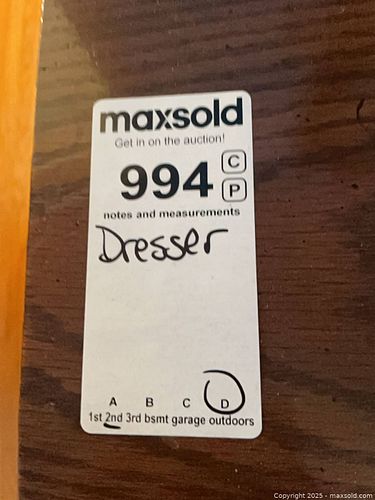 maxsold
Get in on the auction!
994 C
P
notes and measurements
Dresser
A B C D
1st 2nd 3rd bsmt garage outdoors
Copyright 2025 - maxsold.com